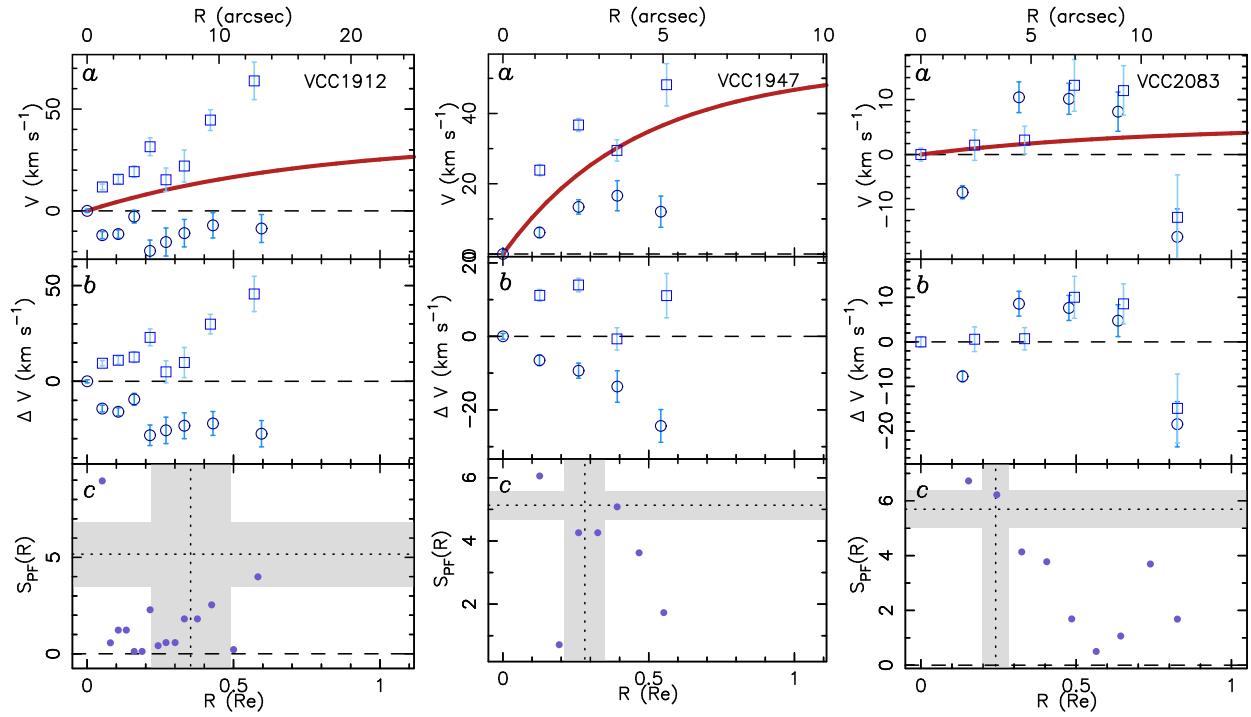 R (arcsec) R (arcsec) R (arcsec)
0 10 20 0 5 10 0 5 10
a VCC1912 a VCC1947 a VCC2083
V (km s−1) 50 0
V (km s−1) 40 20 0
V (km s−1) 10 0 −10
b b b
Δ V (km s−1) 50 0
Δ V (km s−1) 20 0 −20
Δ V (km s−1) 10 0 −10 −20
c c c
SPF(R) 5 0
SPF(R) 6 4 2
SPF(R) 6 4 2 0
0 0.5 1 0 0.5 1 0 0.5 1
R (Re) R (Re) R (Re)